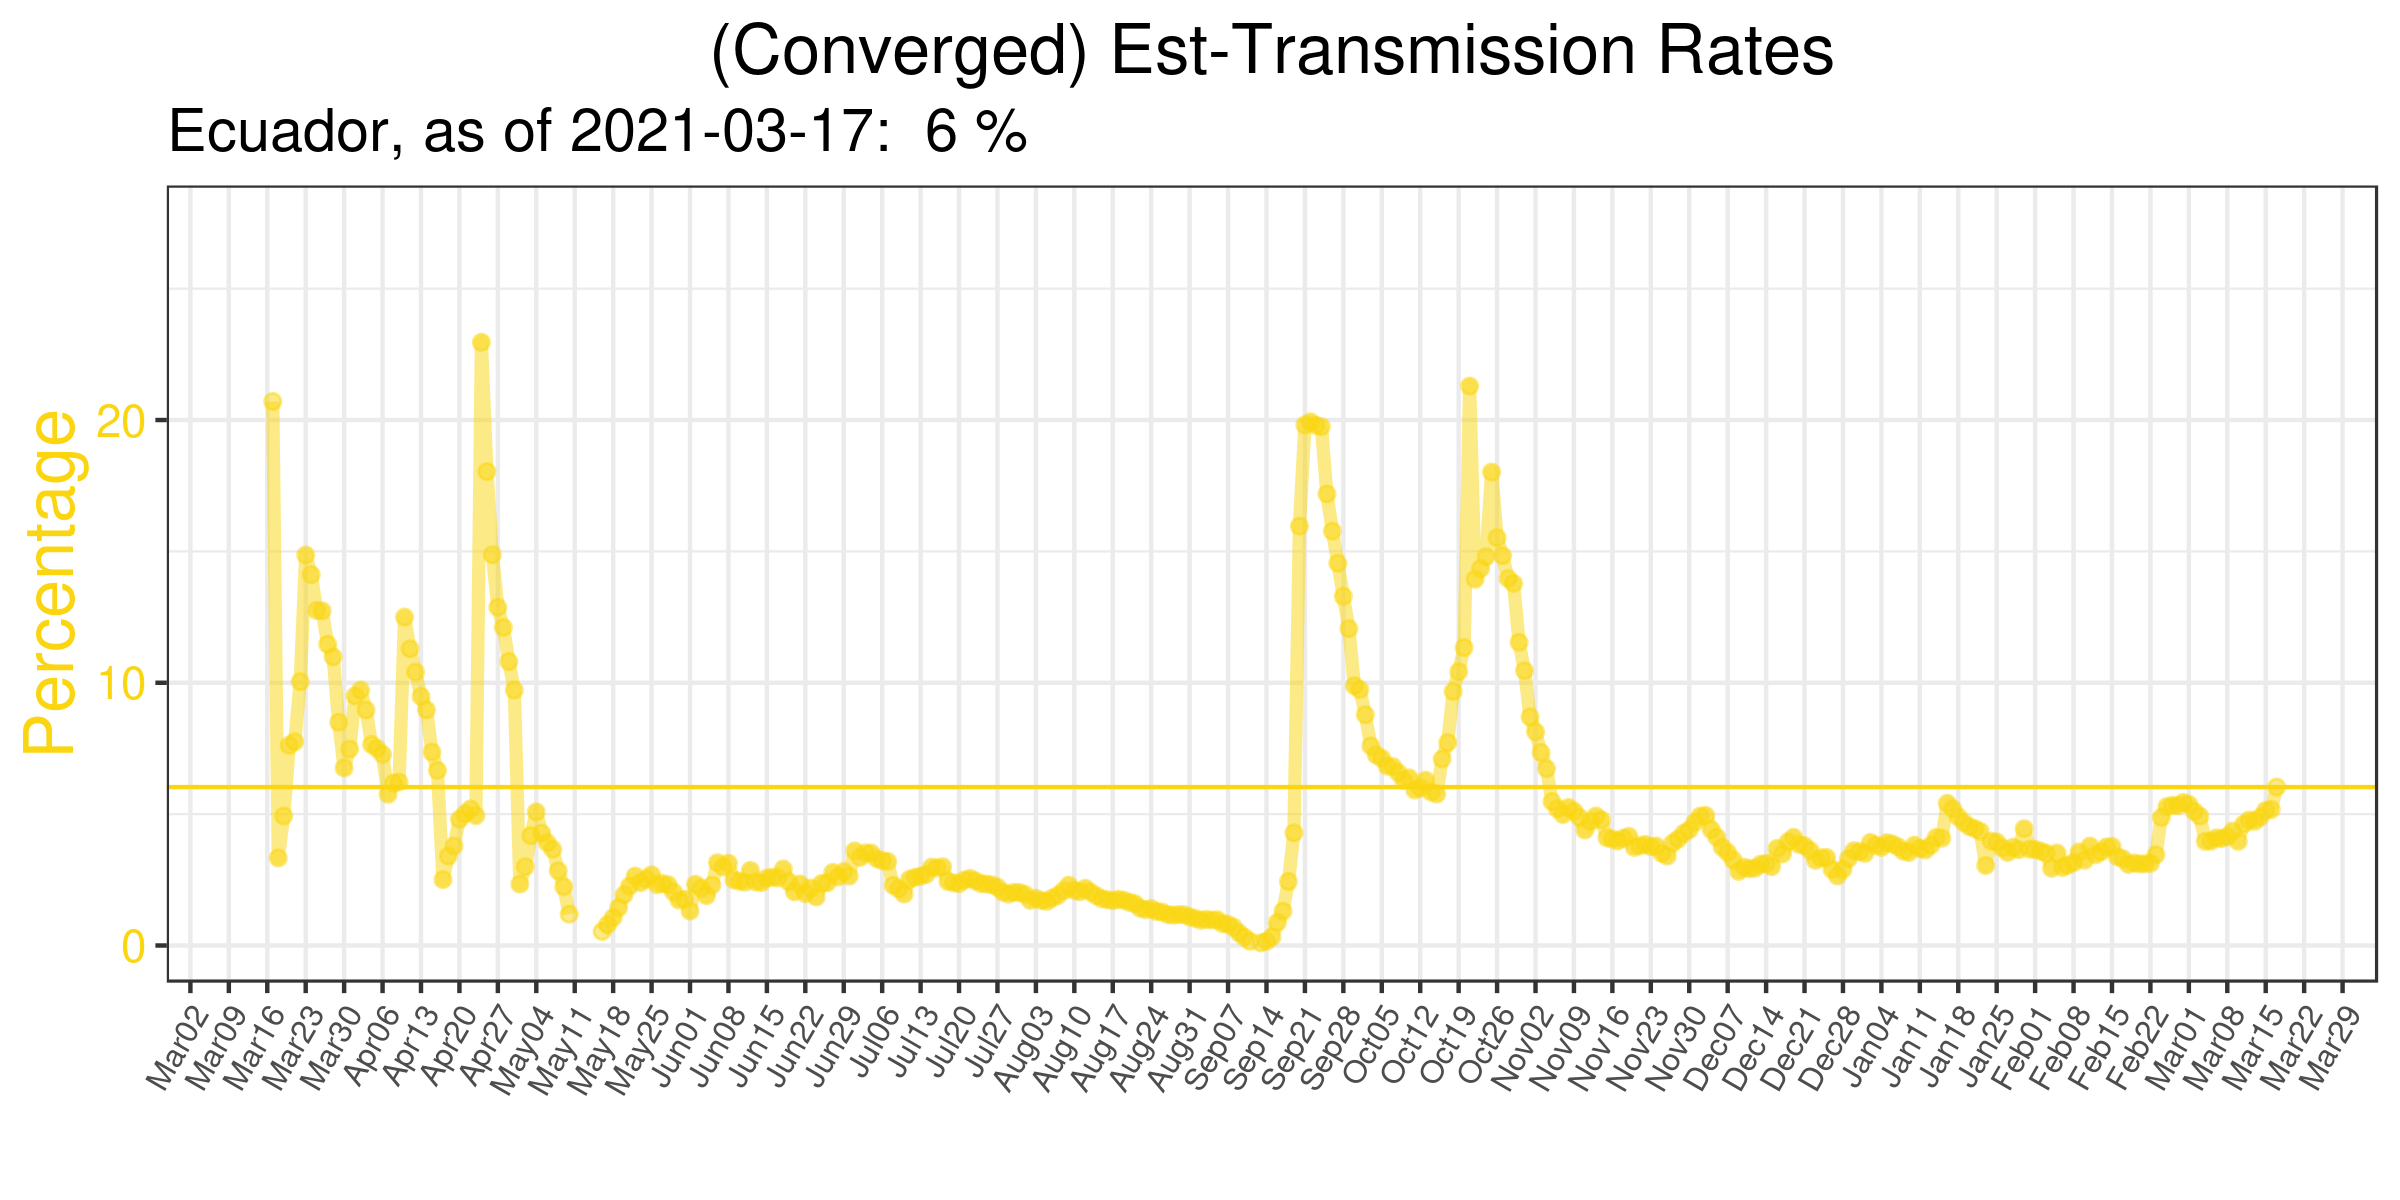 (Converged) Est-Transmission Rates
Ecuador, as of 2021-03-17:  6 %
Percentage
20
10
0
Mar02
Mar09
Mar16
Mar23
Mar30
Apr06
Apr13
Apr20
Apr27
May04
May11
May18
May25
Jun01
Jun08
Jun15
Jun22
Jun29
Jul06
Jul13
Jul20
Jul27
Aug03
Aug10
Aug17
Aug24
Aug31
Sep07
Sep14
Sep21
Sep28
Oct05
Oct12
Oct19
Oct26
Nov02
Nov09
Nov16
Nov23
Nov30
Dec07
Dec14
Dec21
Dec28
Jan04
Jan11
Jan18
Jan25
Feb01
Feb08
Feb15
Feb22
Mar01
Mar08
Mar15
Mar22
Mar29